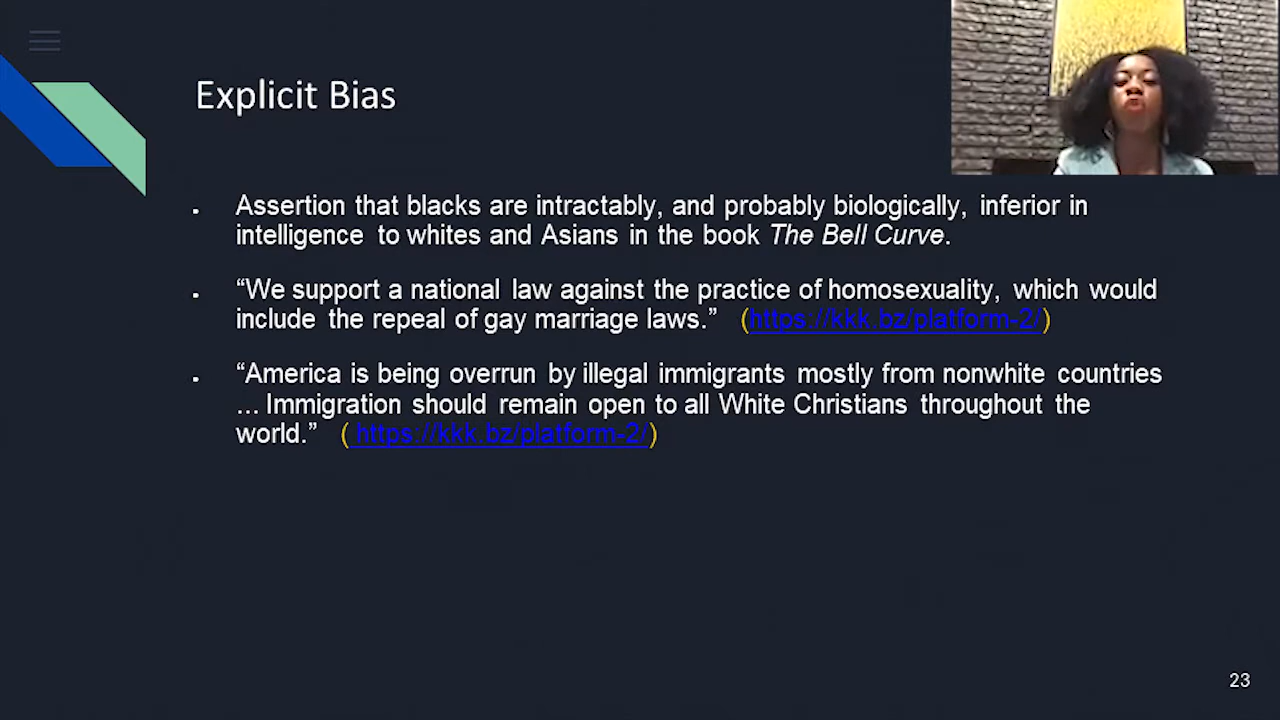 Explicit Bias
. Assertion that blacks are intractably, and probably biologically, inferior in
intelligence to whites and Asians in the book The Bell Curve.
. “We support a national law against the practice of homosexuality, which would
include the repeal of gay marriage laws.” (https://kkk.bz/platform-2/)
. “America is being overrun by illegal immigrants mostly from nonwhite countries
… Immigration should remain open to all White Christians throughout the
world.” ( https://kkk.bz/platform-2/)
23